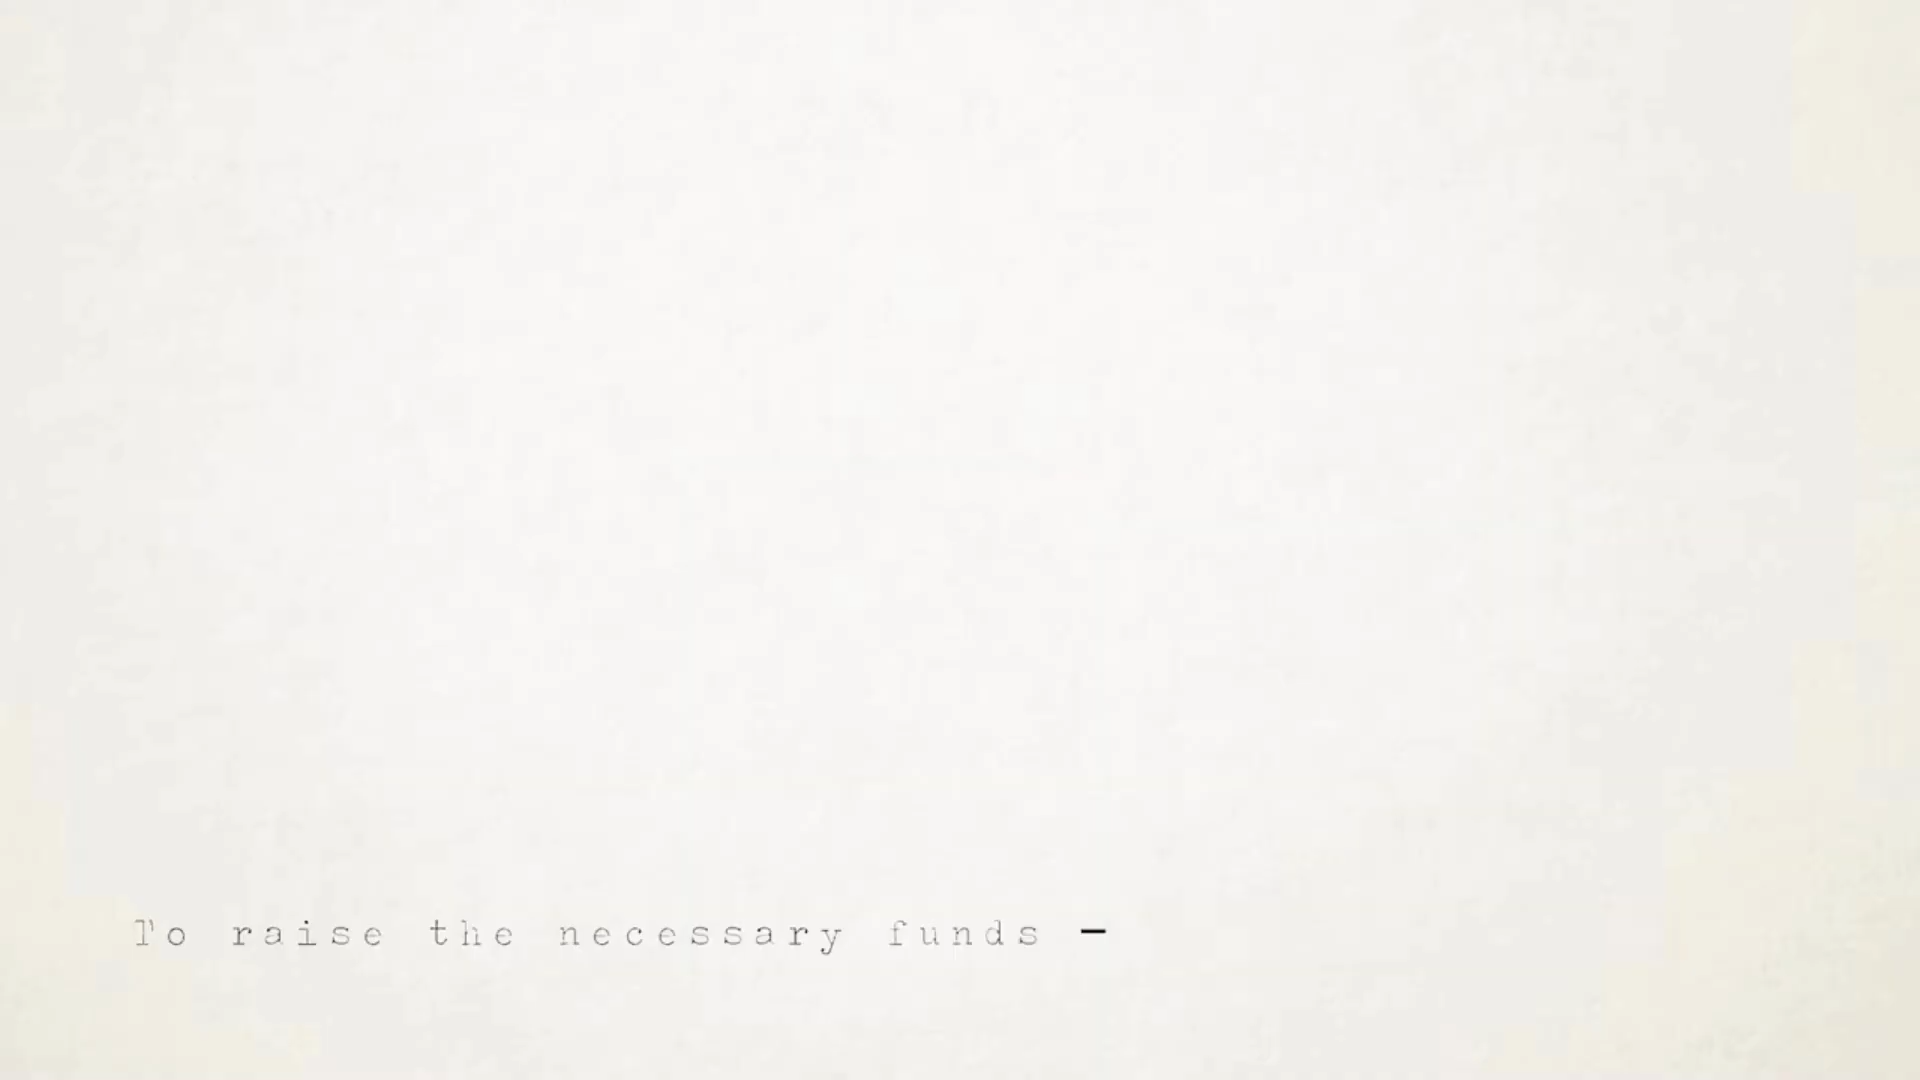 To raise the necessary funds —